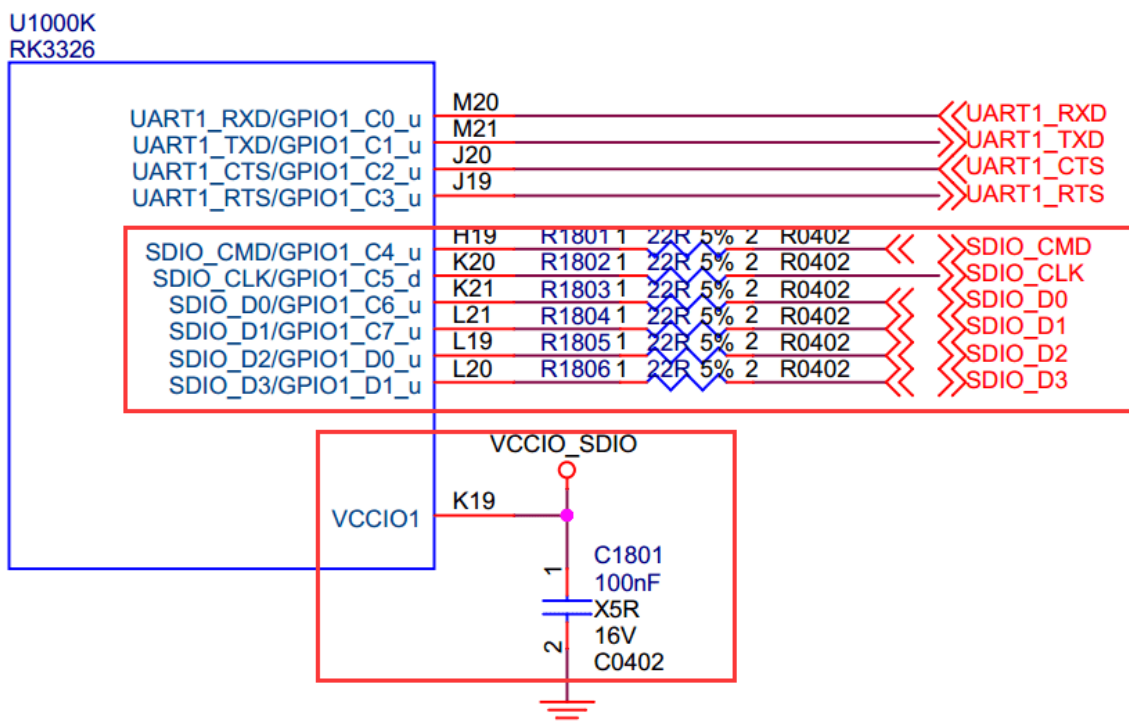 U1000K
RK3326
UART1_RXD/GPIO1_C0_u M20 UART1_RXD
UART1_TXD/GPIO1_C1_u M21 UART1_TXD
UART1_CTS/GPIO1_C2_u J20 UART1_CTS
UART1_RTS/GPIO1_C3_u J19 UART1_RTS
SDIO_CMD/GPIO1_C4_u H19 R1801 1 22R 5% 2 R0402 SDIO_CMD
SDIO_CLK/GPIO1_C5_d K20 R1802 1 22R 5% 2 R0402 SDIO_CLK
SDIO_D0/GPIO1_C6_u K21 R1803 1 22R 5% 2 R0402 SDIO_D0
SDIO_D1/GPIO1_C7_u L21 R1804 1 22R 5% 2 R0402 SDIO_D1
SDIO_D2/GPIO1_D0_u L19 R1805 1 22R 5% 2 R0402 SDIO_D2
SDIO_D3/GPIO1_D1_u L20 R1806 1 22R 5% 2 R0402 SDIO_D3
VCCIO_SDIO
VCCIO1 K19
C1801
1 100nF
X5R
16V
2 C0402